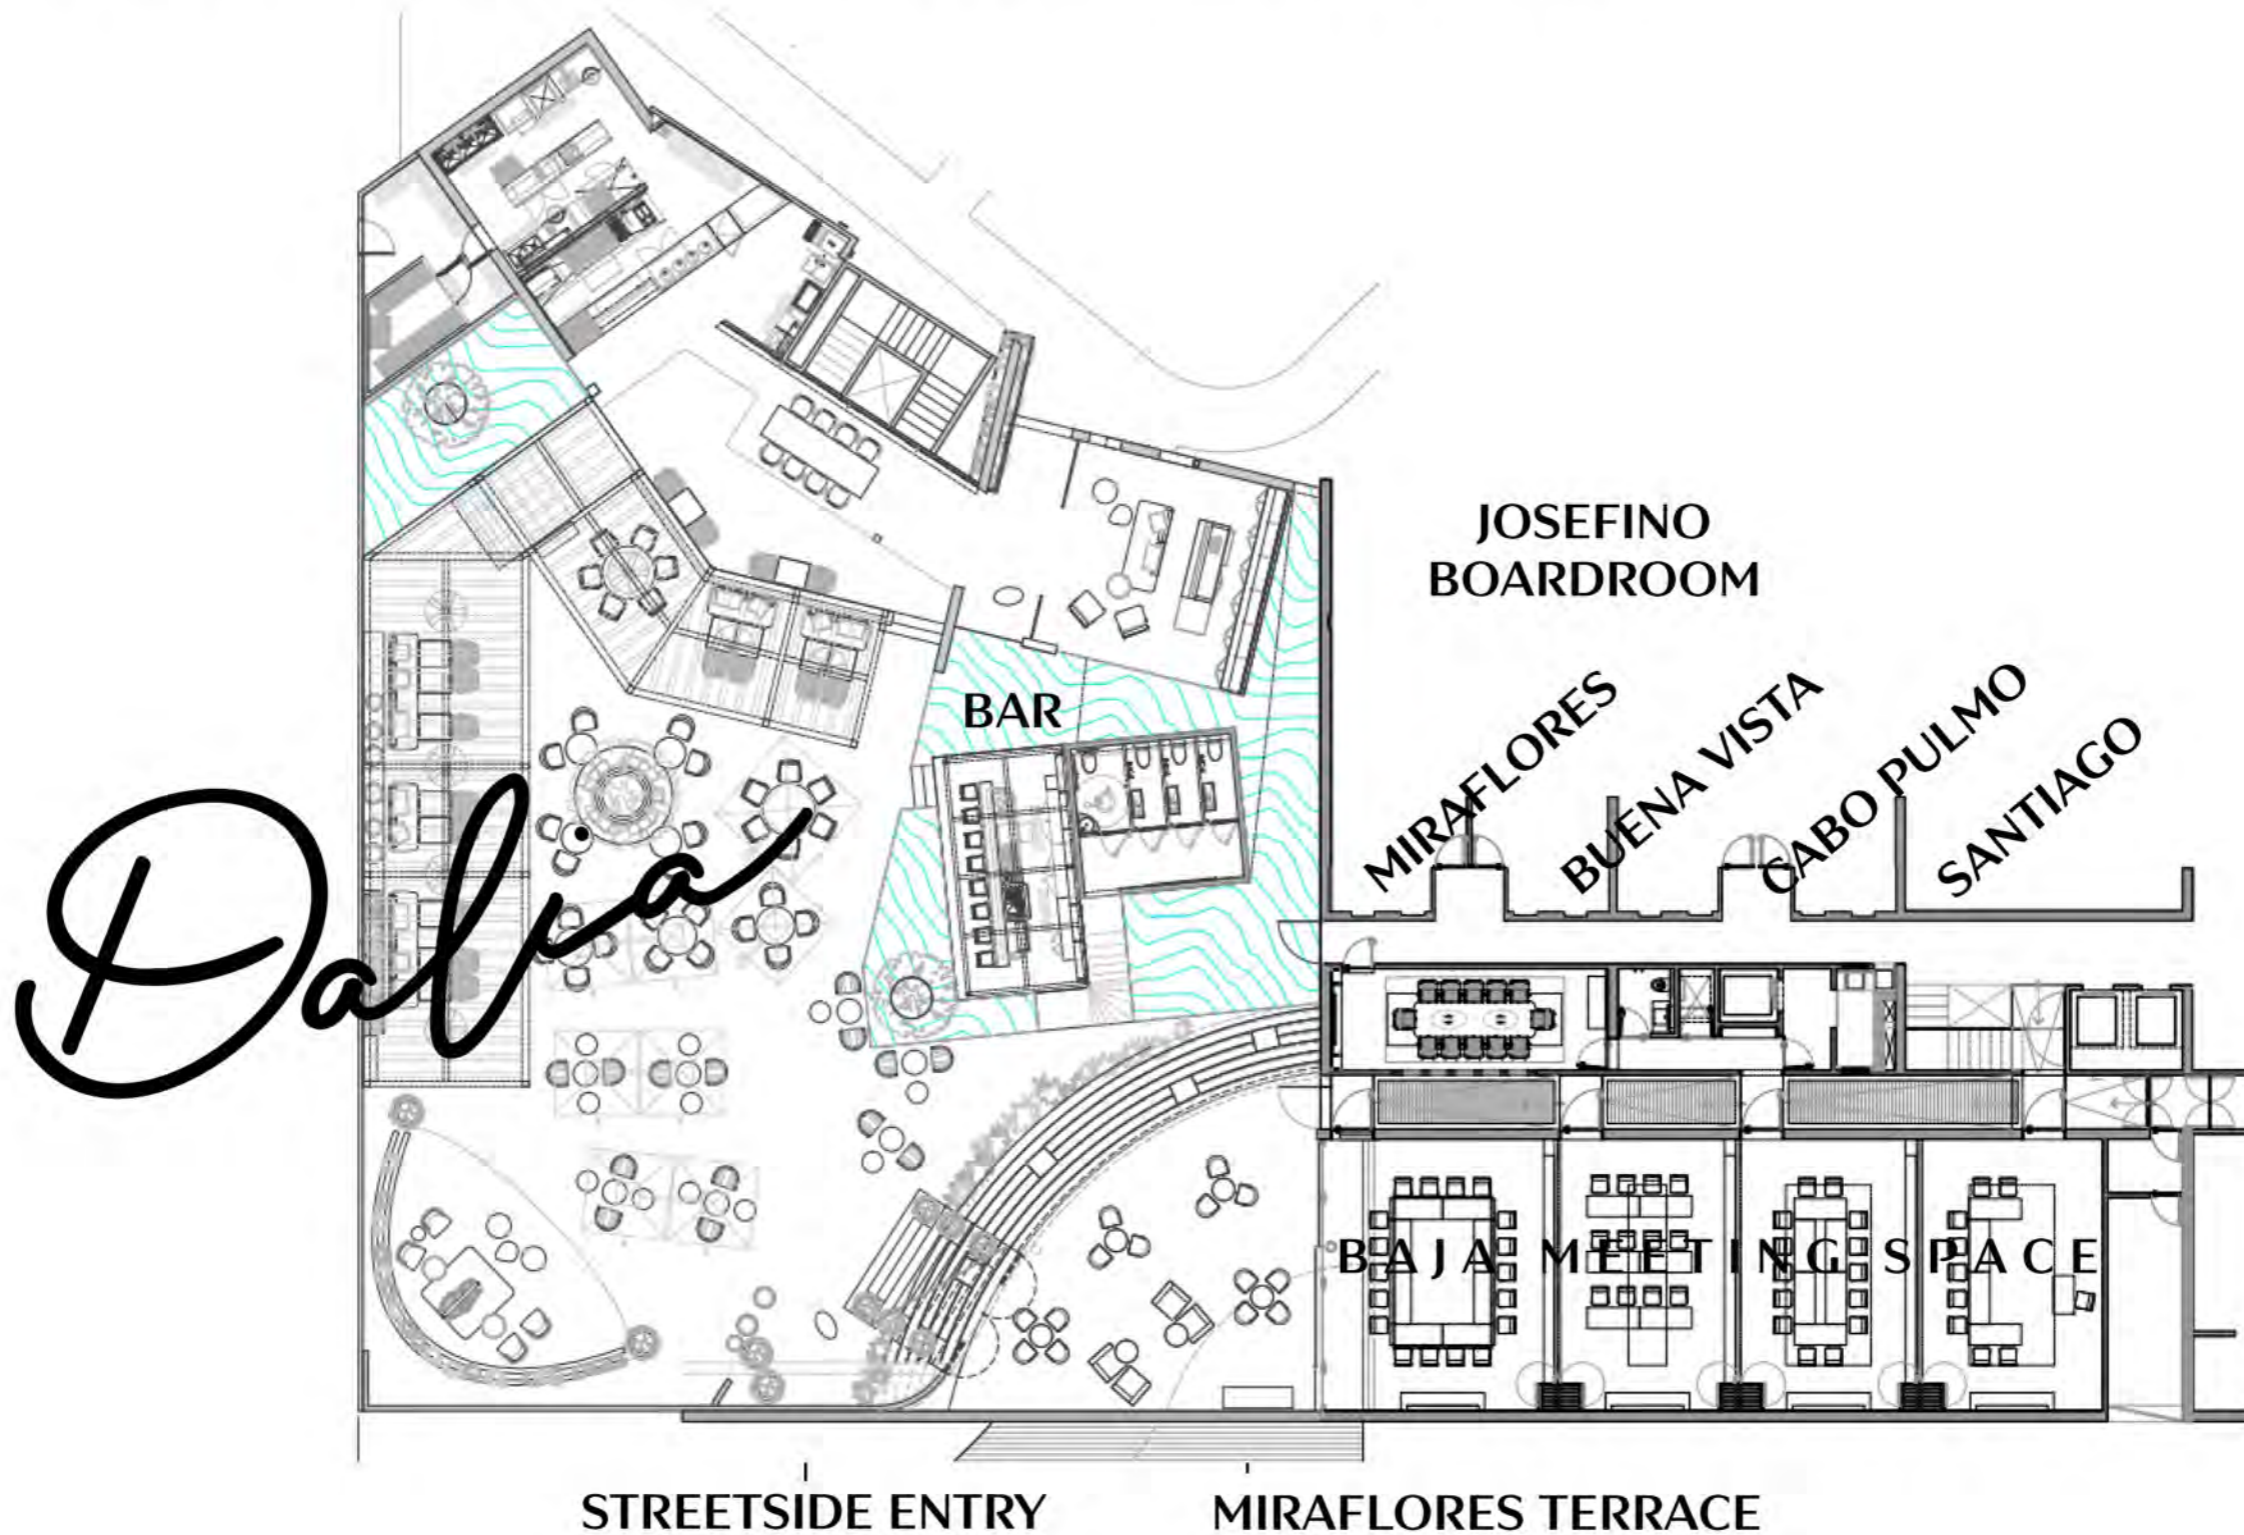 JOSEFINO
BOARDROOM
MIRAFLORES
BUENA VISTA
CABO PULMO
SANTIAGO
BAR
Dalia
BAJA MEETING SPACE
STREETSIDE ENTRY
MIRAFLORES TERRACE